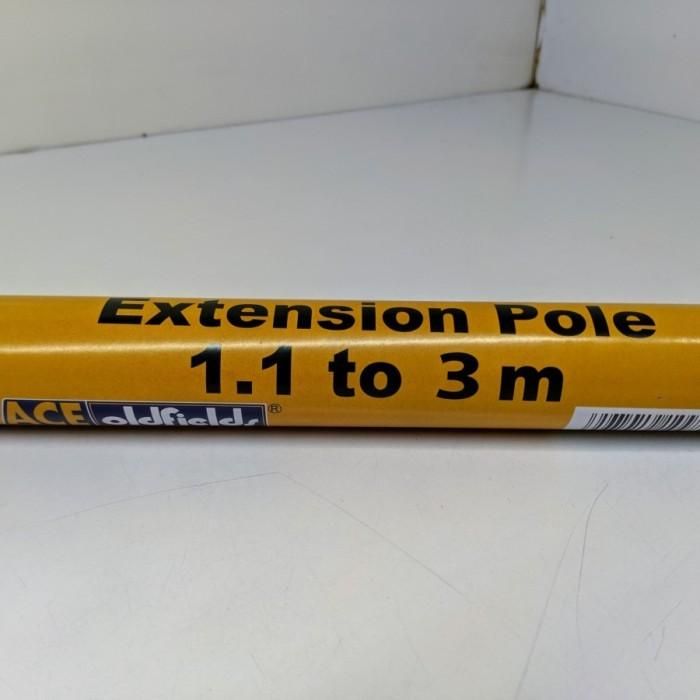 Extension Pole
1.1 to 3 m
ACE oldfields ®